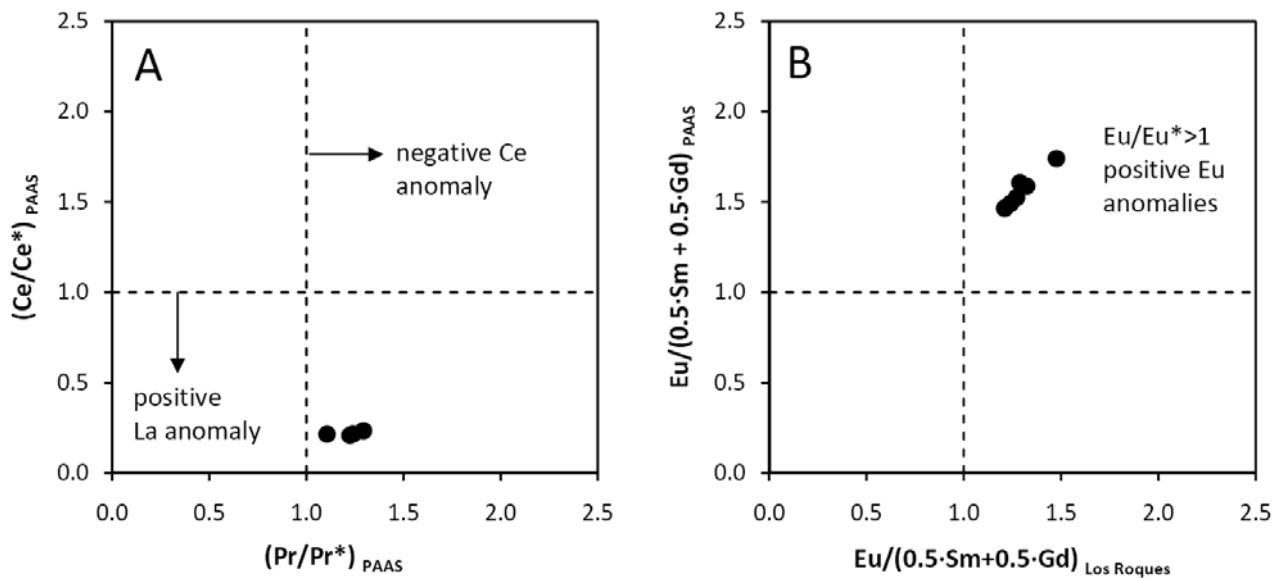 A
2.5
2.0
1.5
1.0
0.5
0.0
(Ce/Ce*) PAAS
negative Ce
anomaly
positive
La anomaly
0.0 0.5 1.0 1.5 2.0 2.5
(Pr/Pr*) PAAS
B
2.5
2.0
1.5
1.0
0.5
0.0
Eu/(0.5·Sm + 0.5·Gd) PAAS
Eu/Eu*>1
positive Eu
anomalies
0.0 0.5 1.0 1.5 2.0 2.5
Eu/(0.5·Sm+0.5·Gd) Los Roques